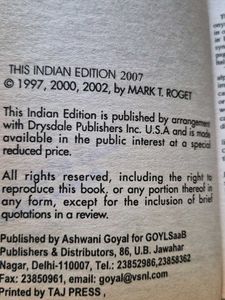 THIS INDIAN EDITION 2007
© 1997, 2000, 2002, by MARK T. ROGET
This Indian Edition is published by arrangement
with Drysdale Publishers Inc. U.S.A and is made
available in the public interest at a special
reduced price.
All rights reserved, including the right to
reproduce this book, or any portion thereof in
any form, except for the inclusion of brief
quotations in a review.
Published by Ashwani Goyal for GOYLSaaB
Publishers & Distributors, 86, U.B. Jawahar
Nagar, Delhi-110007, Tel.: 23852986,23858362
Fax: 23850961, email: goyal@vsnl.com
Printed by TAJ PRESS ,